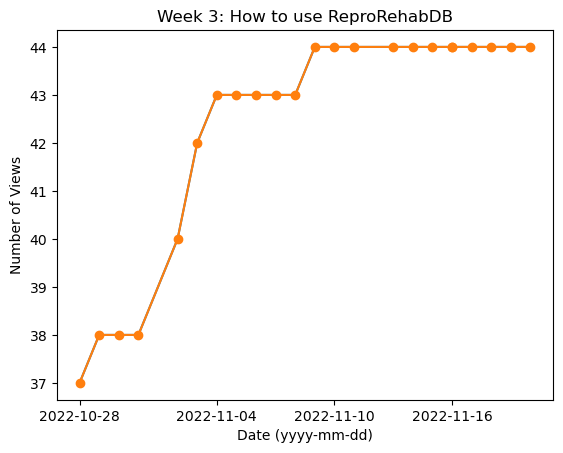 Week 3: How to use ReproRehabDB
44
43
42
41
40
39
38
37
Number of Views
2022-10-28 2022-11-04 2022-11-10 2022-11-16
Date (yyyy-mm-dd)